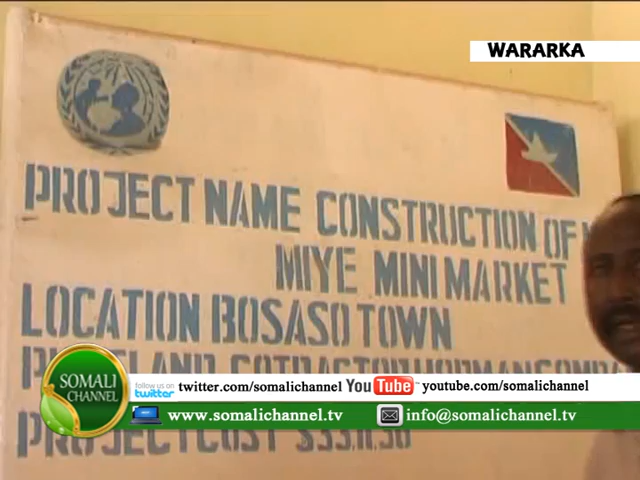 WARARKA
PROJECT NAME CONSTRUCTION OF
MIYE MINI MARKET
LOCATION BOSASO TOWN
SOMALI
CHANNEL
follow us on
twitter
twitter.com/somalichannel
YouTube
youtube.com/somalichannel
www.somalichannel.tv
info@somalichannel.tv
PROJECT COST